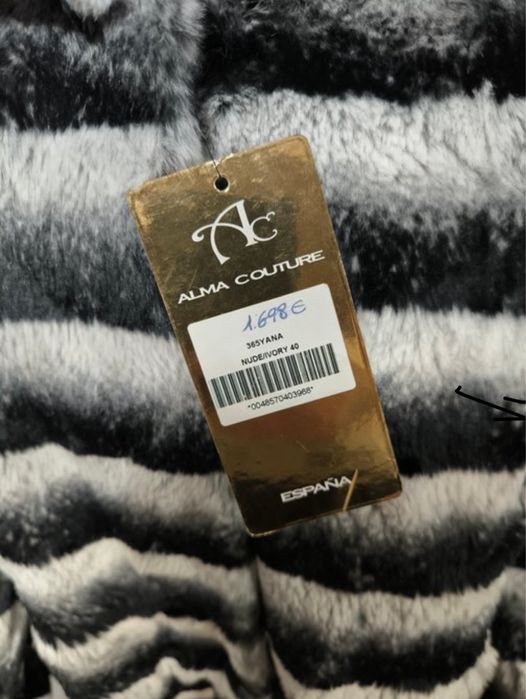 AC
ALMA COUTURE
1.698€
365YANA
NUDE/IVORY 40
*0048570403968*
ESPAÑA